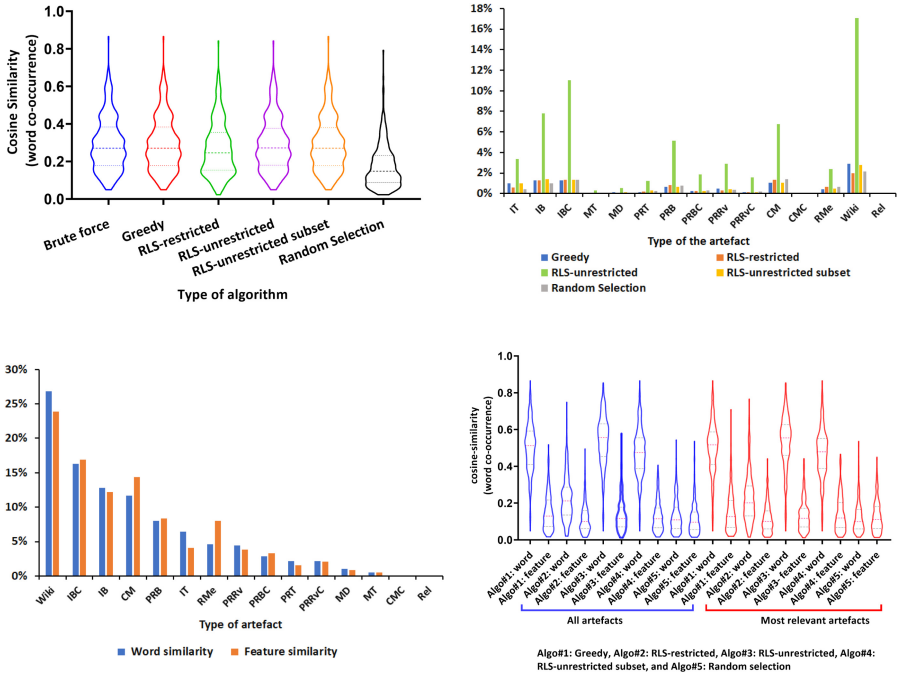 1.0
0.8
0.6
0.4
0.2
0.0
Cosine Similarity
(word co-occurrence)
Brute force
Greedy
RLS-restricted
RLS-unrestricted
RLS-unrestricted subset
Random Selection
Type of algorithm
18%
16%
14%
12%
10%
8%
6%
4%
2%
0%
IT
IB
IBC
MT
MD
PRT
PRB
PRBC
PRRv
PRRvC
CM
CMC
RMe
Wiki
Rel
Type of the artefact
Greedy
RLS-restricted
RLS-unrestricted
RLS-unrestricted subset
Random Selection
30%
25%
20%
15%
10%
5%
0%
Wiki
IBC
IB
CM
PRB
IT
RMe
PRRv
PRBC
PRT
PRRvC
MD
MT
CMC
Rel
Type of artefact
Word similarity
Feature similarity
1.0
0.8
0.6
0.4
0.2
0.0
cosine-similarity
(word co-occurrence)
Algo#1: word
Algo#1: feature
Algo#2: word
Algo#2: feature
Algo#3: word
Algo#3: feature
Algo#4: word
Algo#4: feature
Algo#5: word
Algo#5: feature
Algo#1: word
Algo#1: feature
Algo#2: word
Algo#2: feature
Algo#3: word
Algo#3: feature
Algo#4: word
Algo#4: feature
Algo#5: word
Algo#5: feature
All artefacts
Most relevant artefacts
Algo#1: Greedy, Algo#2: RLS-restricted, Algo#3: RLS-unrestricted, Algo#4:
RLS-unrestricted subset, and Algo#5: Random selection